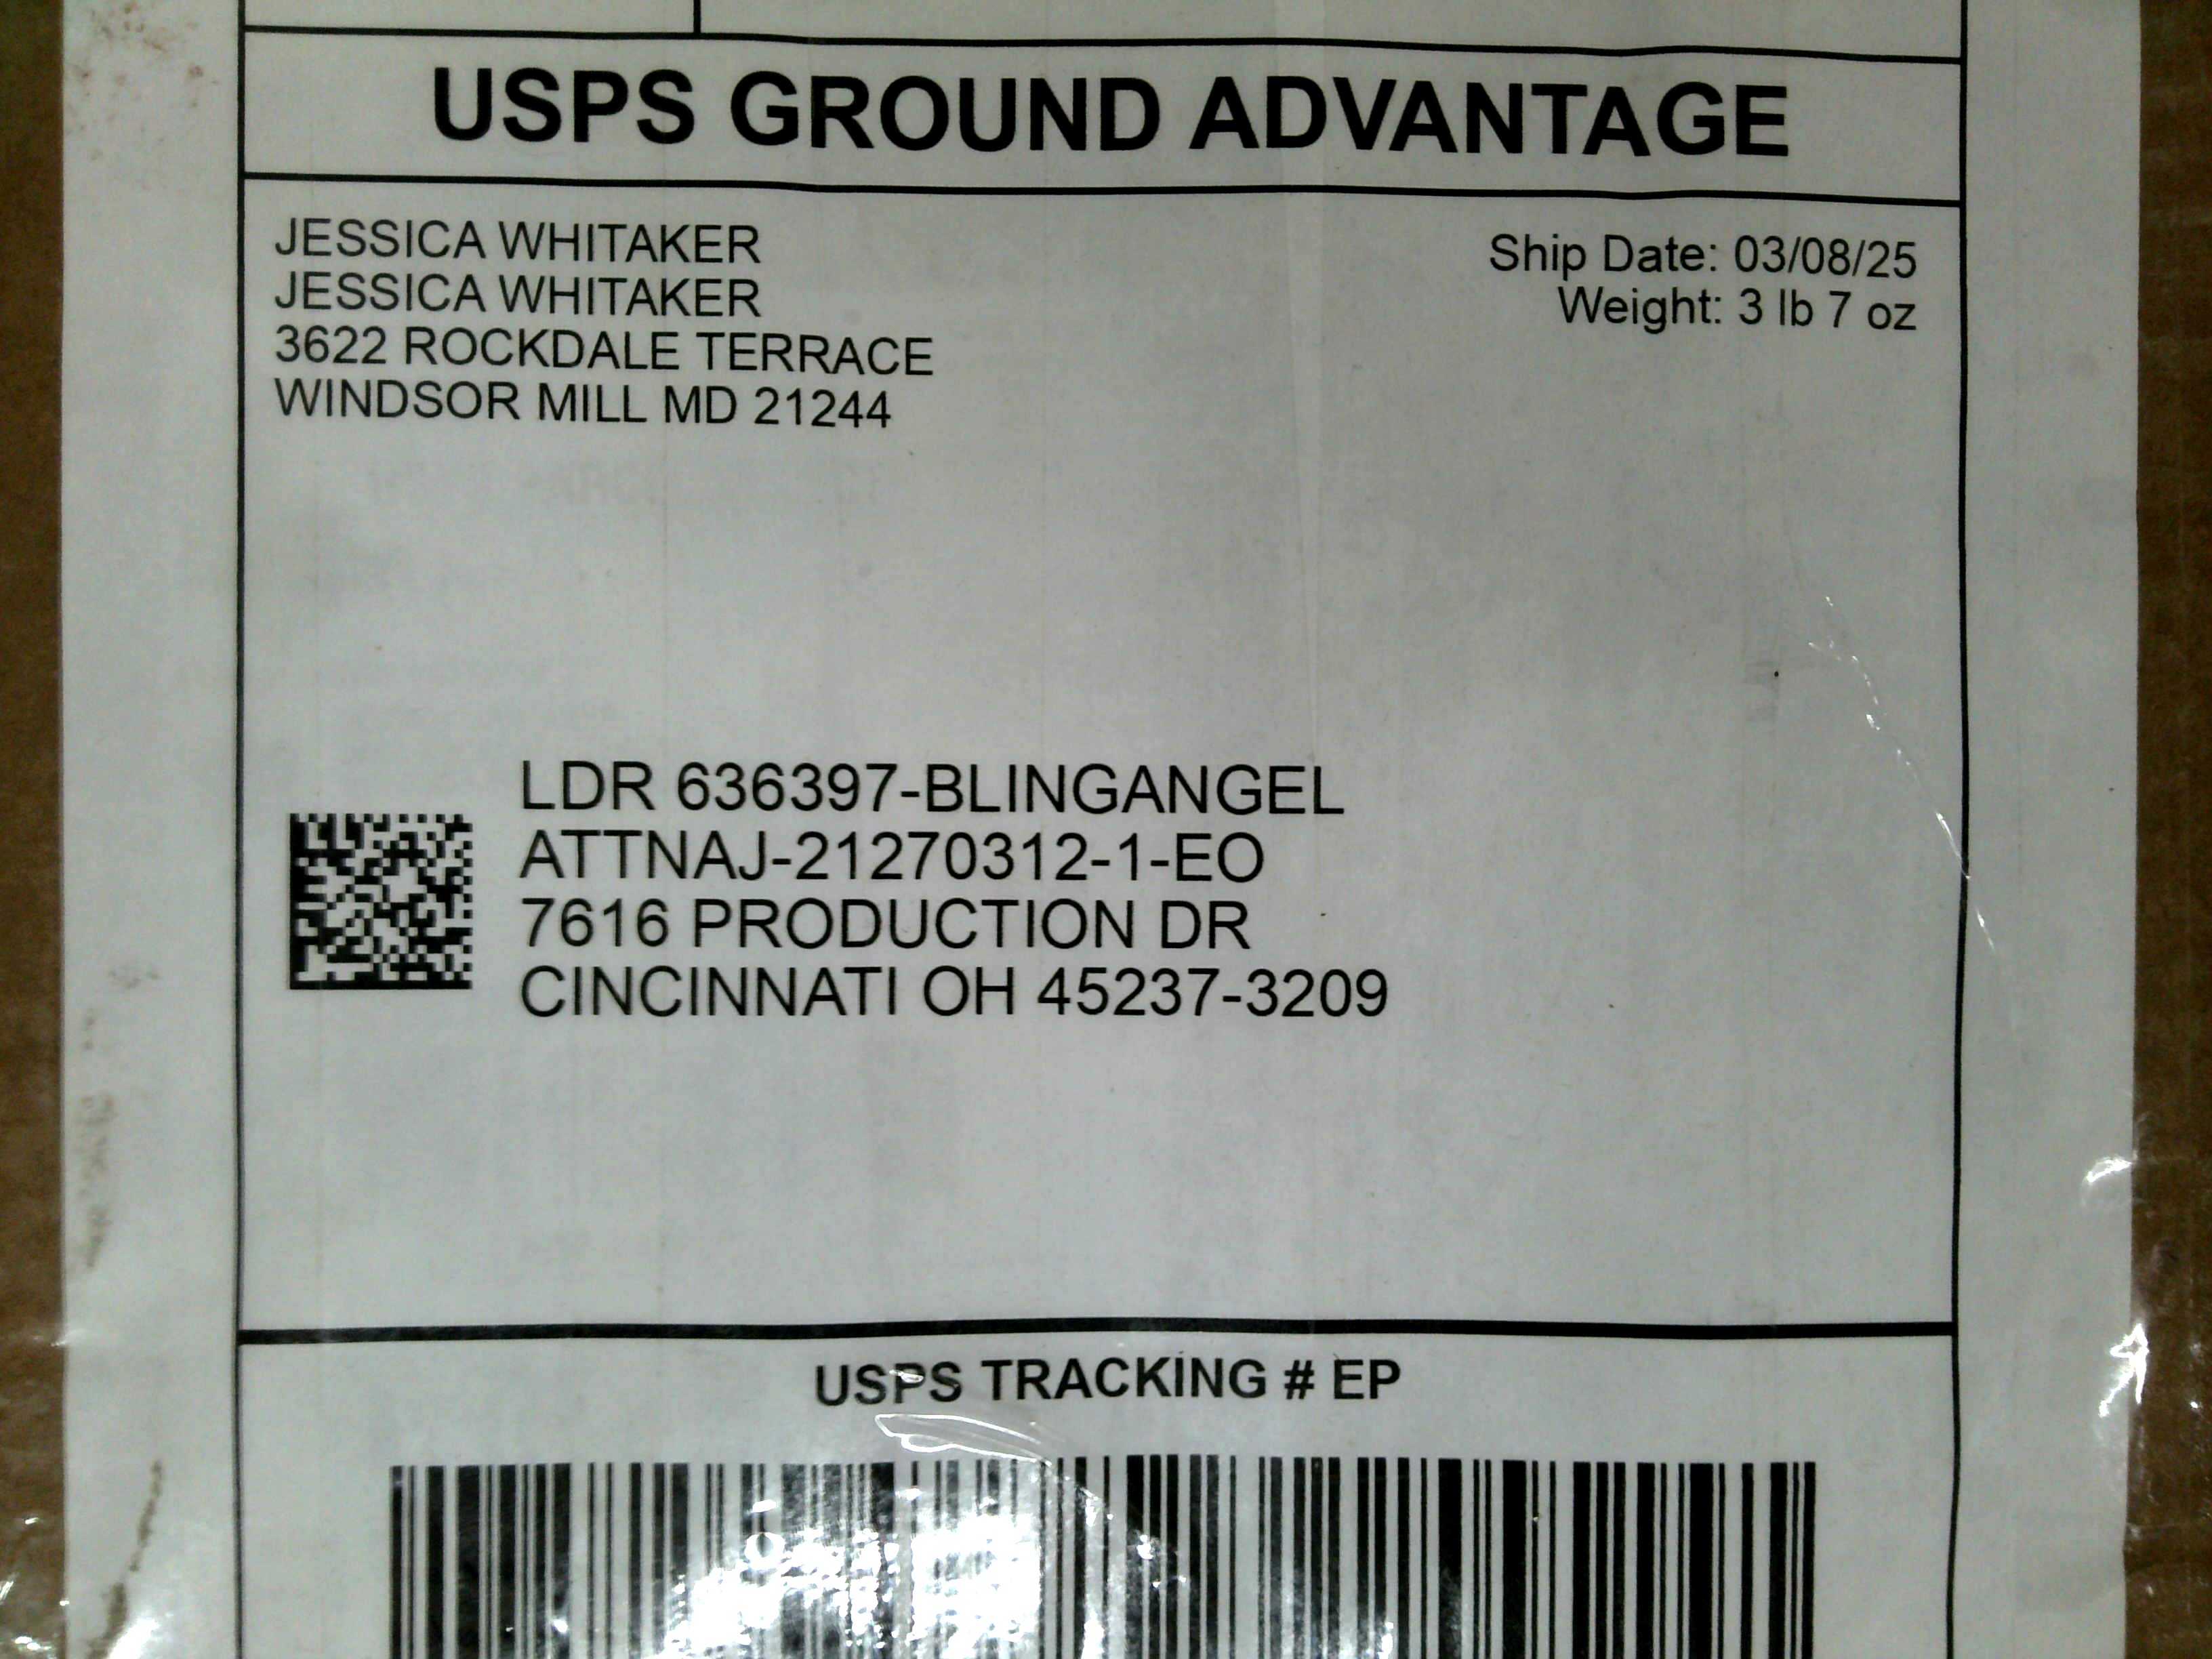 USPS GROUND ADVANTAGE
JESSICA WHITAKER
JESSICA WHITAKER
3622 ROCKDALE TERRACE
WINDSOR MILL MD 21244
Ship Date: 03/08/25
Weight: 3 lb 7 oz
LDR 636397-BLINGANGEL
ATTNAJ-21270312-1-EO
7616 PRODUCTION DR
CINCINNATI OH 45237-3209
USPS TRACKING # EP